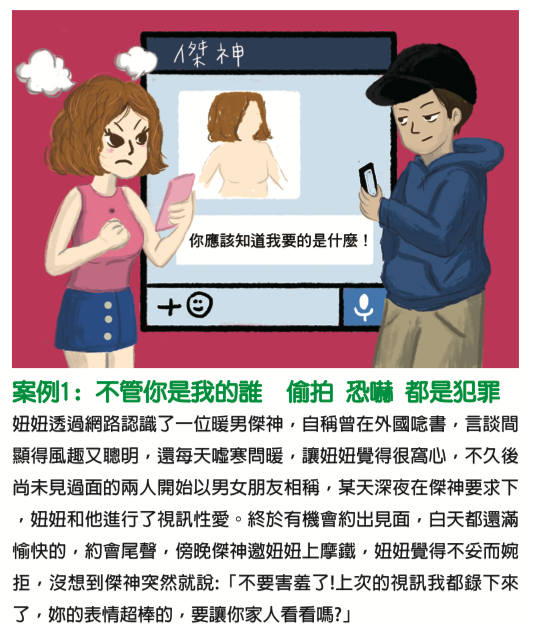 傑神
你應該知道我要的是什麼！
案例1：不管你是我的誰　偷拍 恐嚇 都是犯罪
妞妞透過網路認識了一位暖男傑神，自稱曾在外國唸書，言談間
顯得風趣又聰明，還每天噓寒問暖，讓妞妞覺得很窩心，不久後
尚未見過面的兩人開始以男女朋友相稱，某天深夜在傑神要求下
，妞妞和他進行了視訊性愛。終於有機會約出見面，白天都還滿
愉快的，約會尾聲，傍晚傑神邀妞妞上摩鐵，妞妞覺得不妥而婉
拒，沒想到傑神突然就說:「不要害羞了!上次的視訊我都錄下來
了，妳的表情超棒的，要讓你家人看看嗎?」